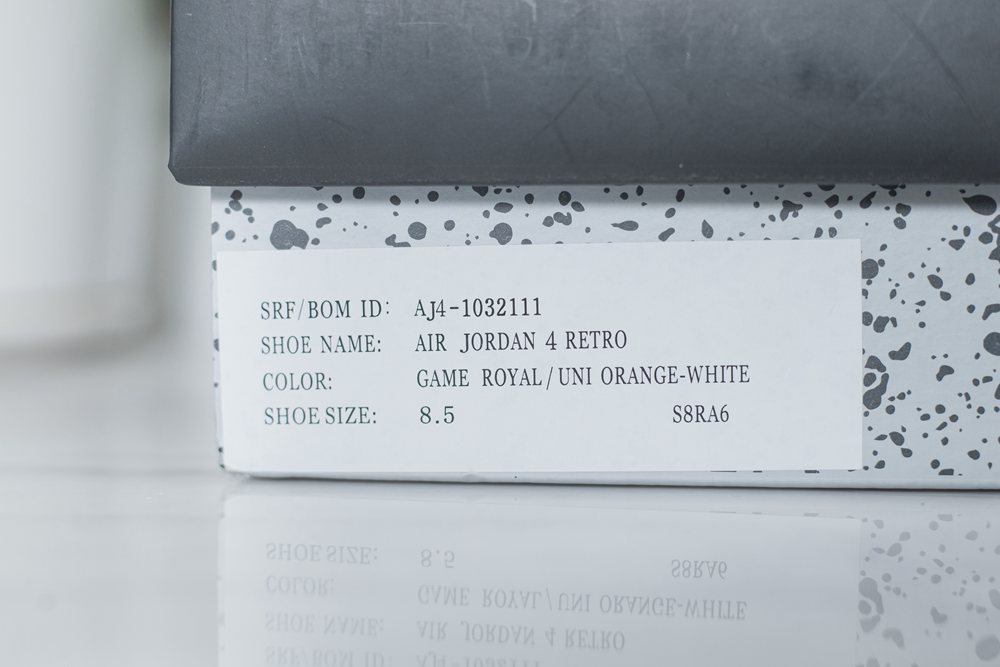 SRF/BOM ID: AJ4-1032111
SHOE NAME: AIR JORDAN 4 RETRO
COLOR: GAME ROYAL/UNI ORANGE-WHITE
SHOE SIZE: 8.5 S8RA6